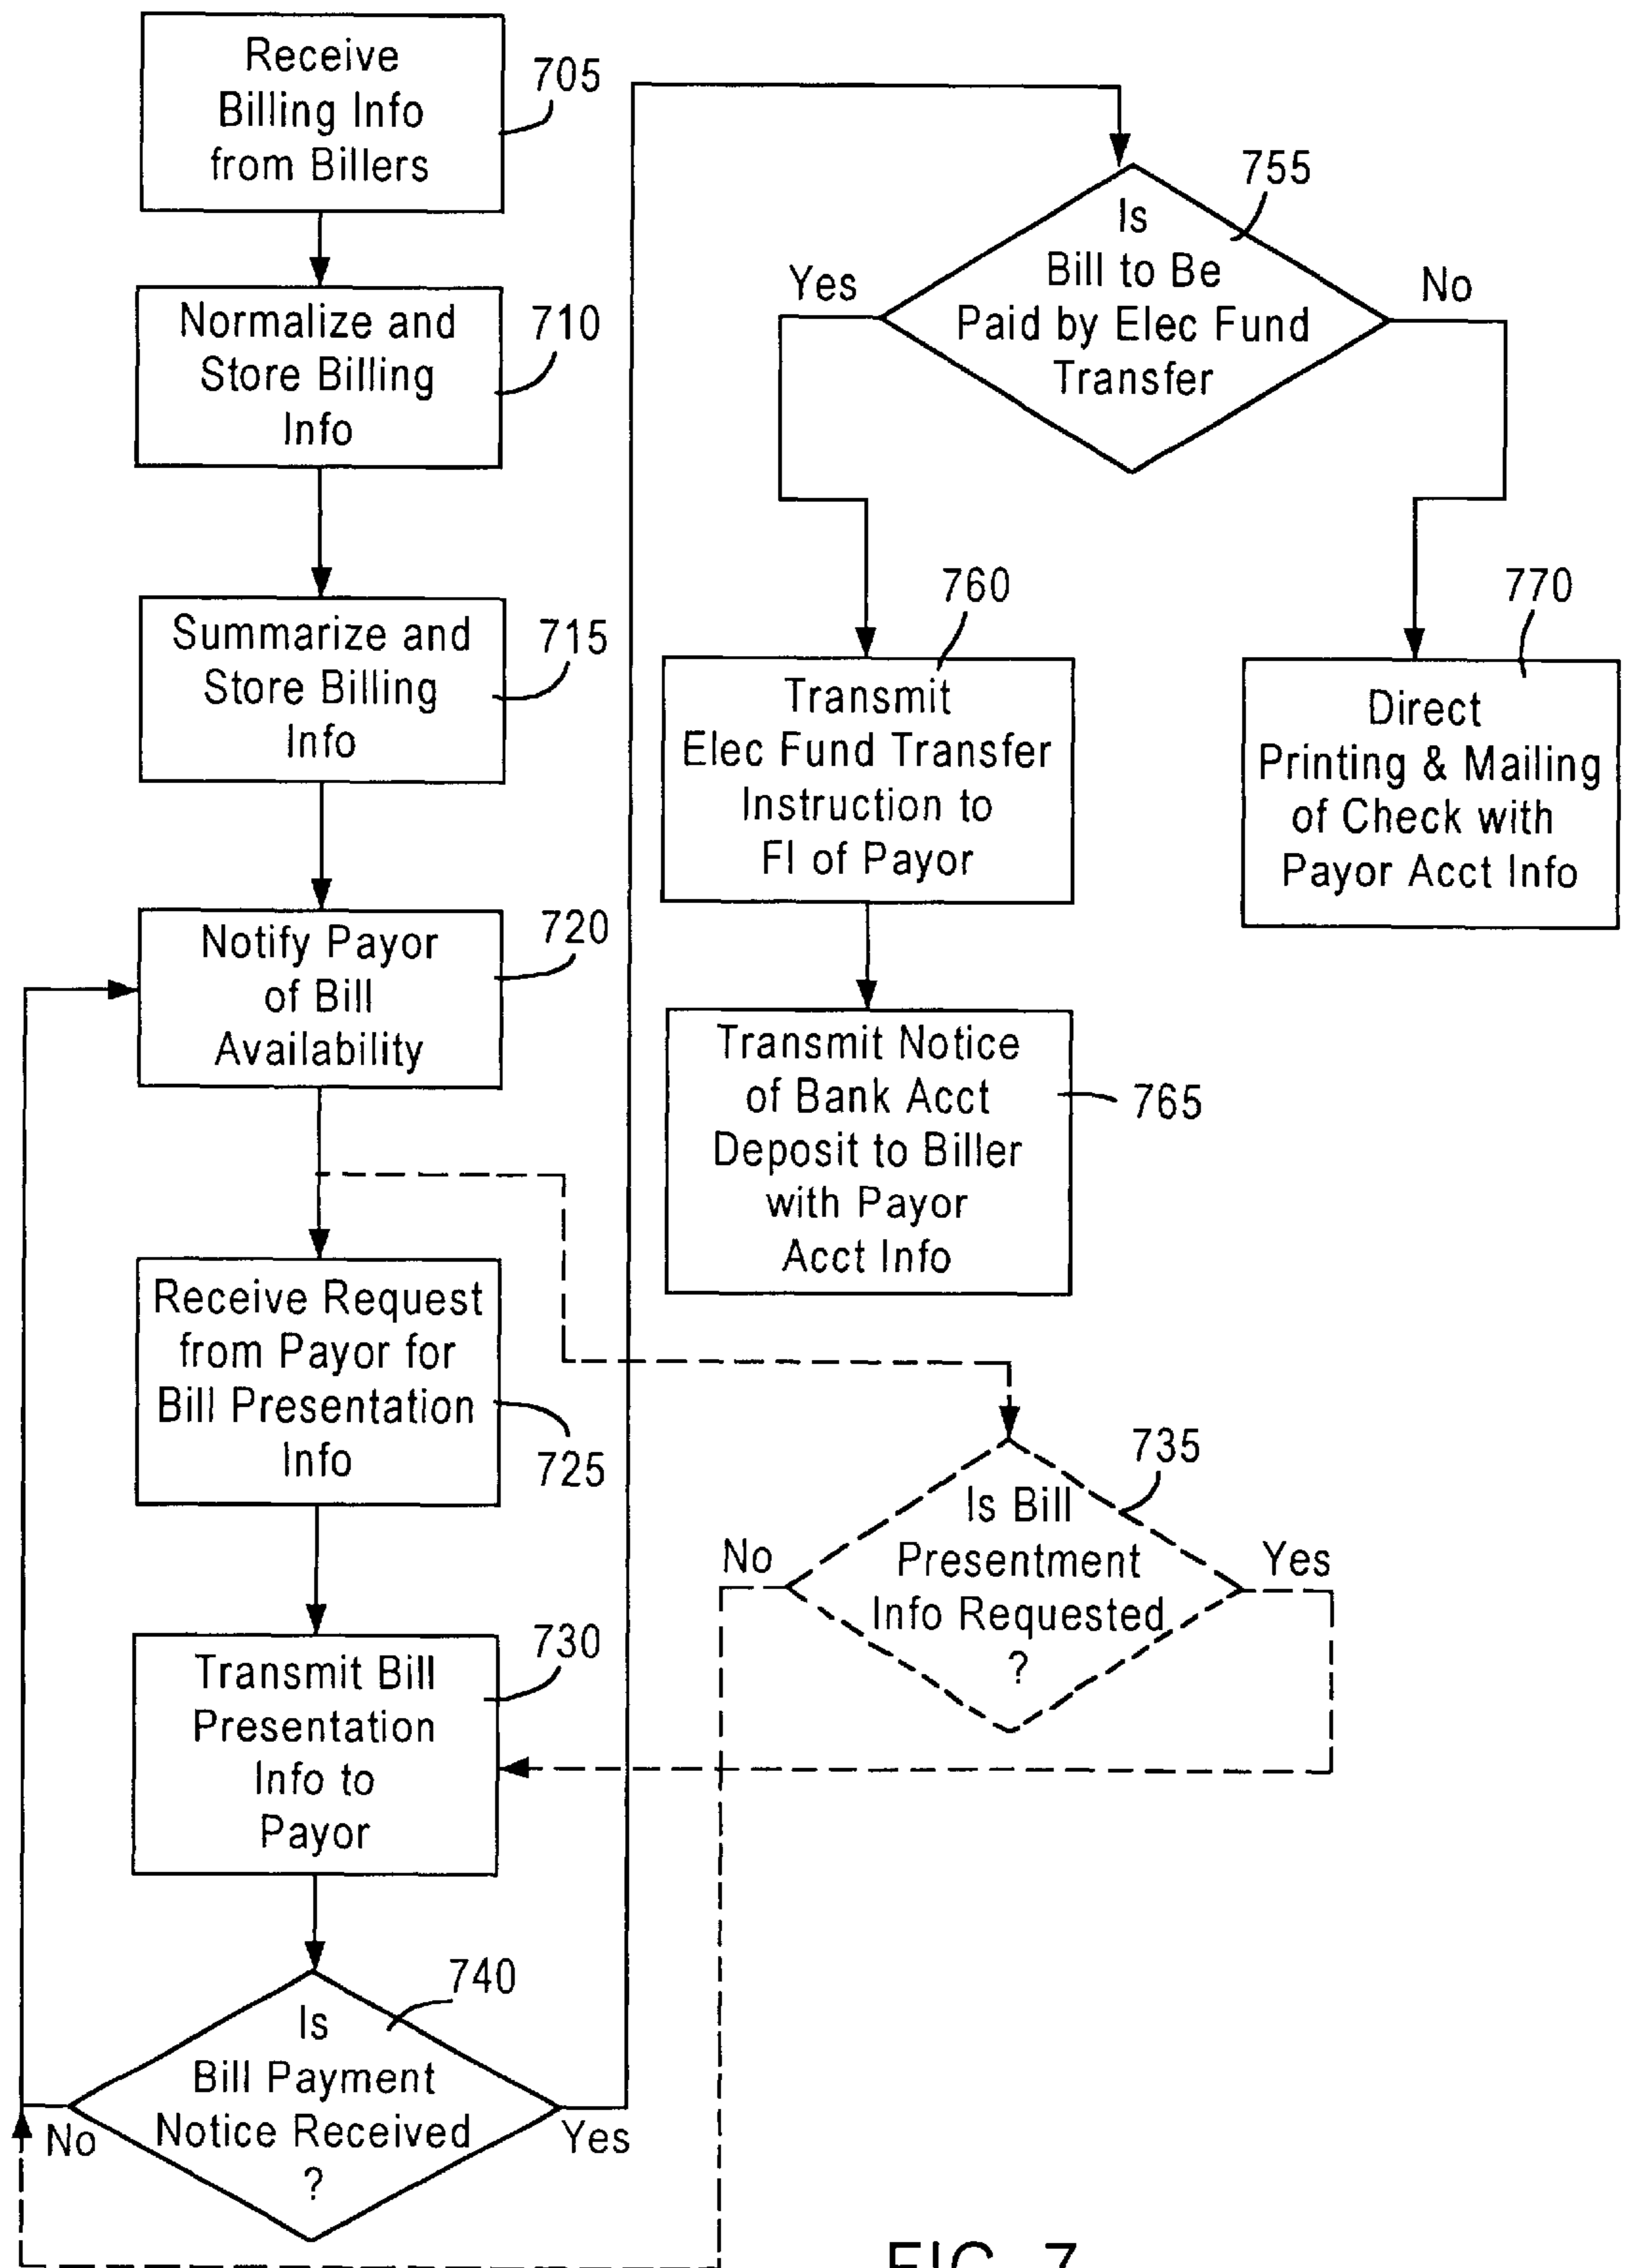 Receive
Billing Info
from Billers
705
Normalize and
Store Billing
Info
710
Summarize and
Store Billing
Info
715
Notify Payor
of Bill
Availability
720
Receive Request
from Payor for
Bill Presentation
Info
725
Transmit Bill
Presentation
Info to
Payor
730
Is
Bill Payment
Notice Received
?
740
No
Yes
Is
Bill to Be
Paid by Elec Fund
Transfer
755
Yes
No
Transmit
Elec Fund Transfer
Instruction to
FI of Payor
760
Direct
Printing & Mailing
of Check with
Payor Acct Info
770
Transmit Notice
of Bank Acct
Deposit to Biller
with Payor
Acct Info
765
Is Bill
Presentment
Info Requested
?
735
No
Yes
FIG. 7